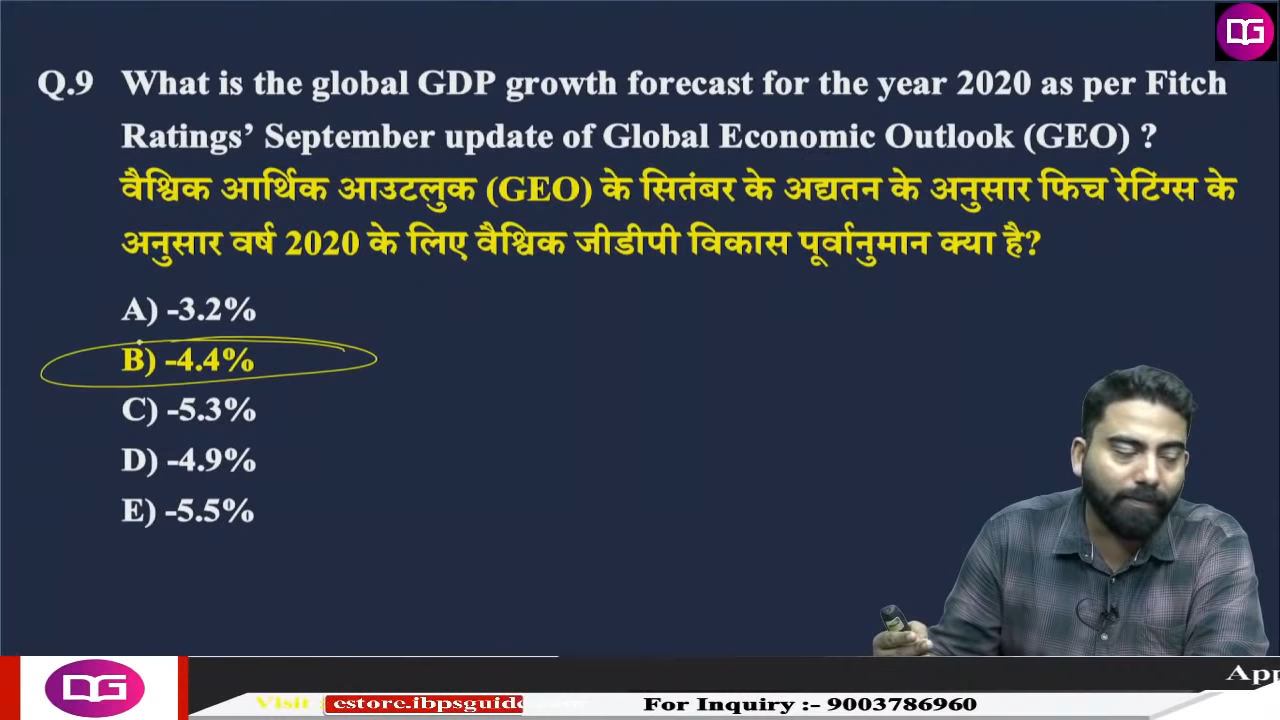 DG
Q.9 What is the global GDP growth forecast for the year 2020 as per Fitch
Ratings’ September update of Global Economic Outlook (GEO) ?
वैश्विक आर्थिक आउटलुक (GEO) के सितंबर के अद्यतन के अनुसार फिच रेटिंग्स के
अनुसार वर्ष 2020 के लिए वैश्विक जीडीपी विकास पूर्वानुमान क्या है?
A) -3.2%
B) -4.4%
C) -5.3%
D) -4.9%
E) -5.5%
App
DG
Visit : estore.ibpsguide.com For Inquiry :- 9003786960